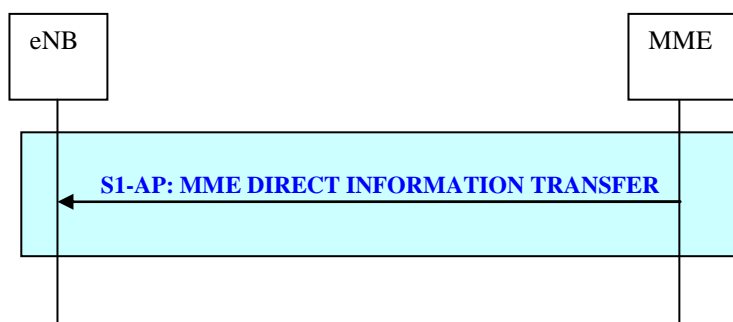 eNB
MME
S1-AP: MME DIRECT INFORMATION TRANSFER